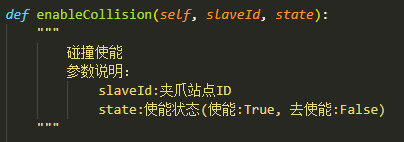 def enableCollision(self, slaveId, state):
"""
碰撞使能
参数说明：
slaveId:夹爪站点ID
state:使能状态(使能:True, 去使能:False)
"""